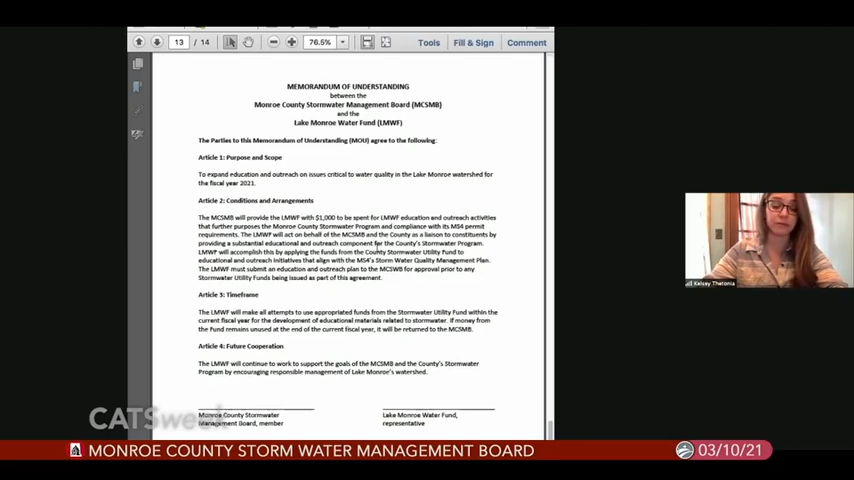 13 / 14
76.5%
Tools
Fill & Sign
Comment
MEMORANDUM OF UNDERSTANDING
between the
Monroe County Stormwater Management Board (MCSMB)
and the
Lake Monroe Water Fund (LMWF)
The Parties to this Memorandum of Understanding (MOU) agree to the following:
Article 1: Purpose and Scope
To expand education and outreach on issues critical to water quality in the Lake Monroe watershed for
the fiscal year 2021.
Article 2: Conditions and Arrangements
The MCSMB will provide the LMWF with $1,000 to be spent for LMWF education and outreach activities
that further purposes the Monroe County Stormwater Program and compliance with its MS4 permit
requirements. The LMWF will act on behalf of the MCSMB and the County as a liaison to constituents by
providing a substantial educational and outreach component for the County's Stormwater Program.
LMWF will accomplish this by applying the funds from the County Stormwater Utility Fund to
educational and outreach initiatives that align with the MS4's Storm Water Quality Management Plan.
The LMWF must submit an education and outreach plan to the MCSWB for approval prior to any
Stormwater Utility Funds being issued as part of this agreement.
Article 3: Timeframe
The LMWF will make all attempts to use appropriated funds from the Stormwater Utility Fund within the
current fiscal year for the development of educational materials related to stormwater. If money from
the Fund remains unused at the end of the current fiscal year, it will be returned to the MCSMB.
Article 4: Future Cooperation
The LMWF will continue to work to support the goals of the MCSMB and the County's Stormwater
Program by encouraging responsible management of Lake Monroe's watershed.
Monroe County Stormwater
Management Board, member
Lake Monroe Water Fund,
representative
Kelsey Thetonia
CATSweek
MONROE COUNTY STORM WATER MANAGEMENT BOARD
03/10/21